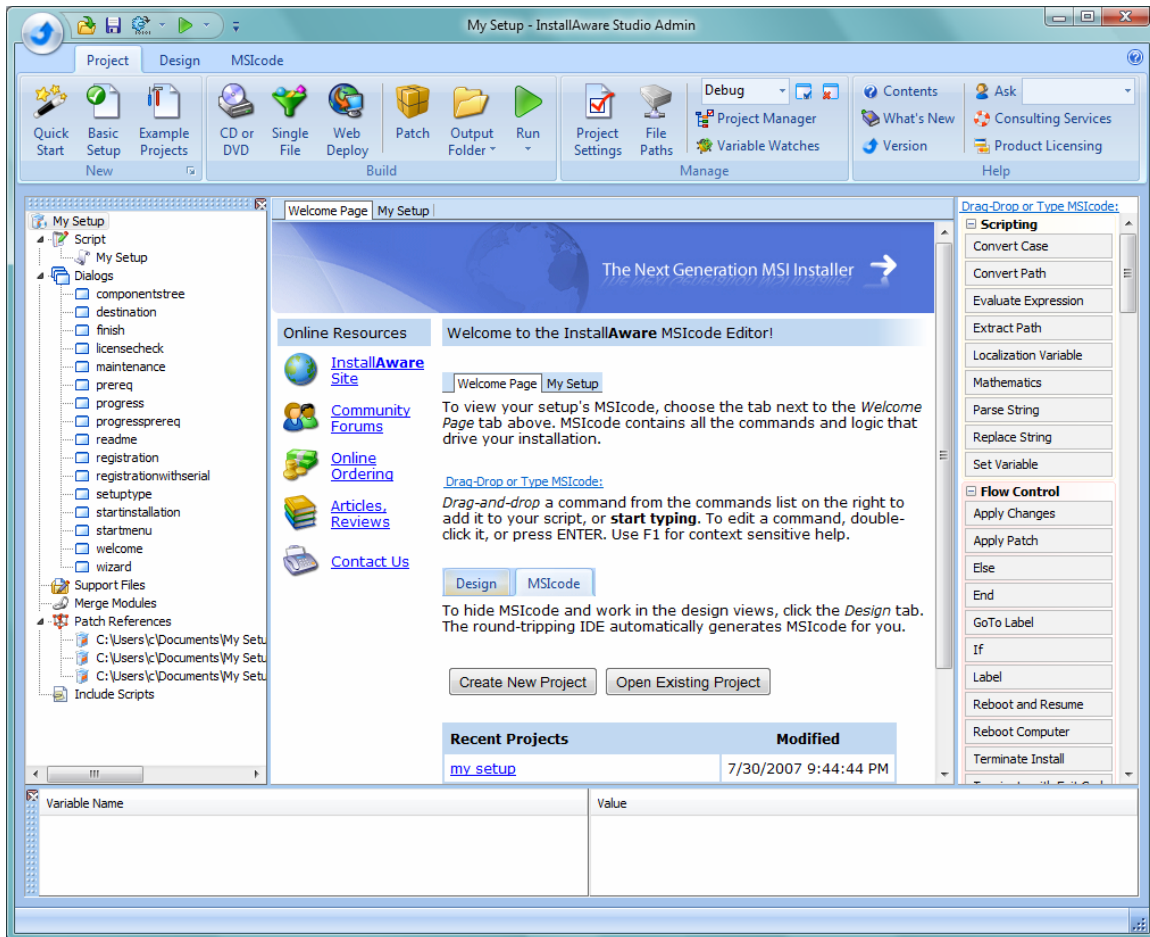 My Setup - InstallAware Studio Admin
Project Design MSIcode
Quick Start
Basic Setup
Example Projects
New
CD or DVD
Single File
Web Deploy
Patch
Output Folder
Run
Build
Project Settings
File Paths
Debug
Project Manager
Variable Watches
Manage
Contents
What's New
Version
Ask
Consulting Services
Product Licensing
Help
My Setup
Script
My Setup
Dialogs
componentstree
destination
finish
licensecheck
maintenance
prereq
progress
progressprereq
readme
registration
registrationwithserial
setuptype
startinstallation
startmenu
welcome
wizard
Support Files
Merge Modules
Patch References
C:\Users\c\Documents\My Setu
C:\Users\c\Documents\My Setu
C:\Users\c\Documents\My Setu
Include Scripts
Welcome Page My Setup
The Next Generation MSI Installer
Online Resources
InstallAware Site
Community Forums
Online Ordering
Articles, Reviews
Contact Us
Welcome to the InstallAware MSIcode Editor!
Welcome Page My Setup
To view your setup's MSIcode, choose the tab next to the Welcome
Page tab above. MSIcode contains all the commands and logic that
drive your installation.
Drag-Drop or Type MSIcode:
Drag-and-drop a command from the commands list on the right to
add it to your script, or start typing. To edit a command, double-
click it, or press ENTER. Use F1 for context sensitive help.
Design MSIcode
To hide MSIcode and work in the design views, click the Design tab.
The round-tripping IDE automatically generates MSIcode for you.
Create New Project Open Existing Project
Recent Projects Modified
my setup 7/30/2007 9:44:44 PM
Drag-Drop or Type MSIcode:
Scripting
Convert Case
Convert Path
Evaluate Expression
Extract Path
Localization Variable
Mathematics
Parse String
Replace String
Set Variable
Flow Control
Apply Changes
Apply Patch
Else
End
GoTo Label
If
Label
Reboot and Resume
Reboot Computer
Terminate Install
Variable Name Value